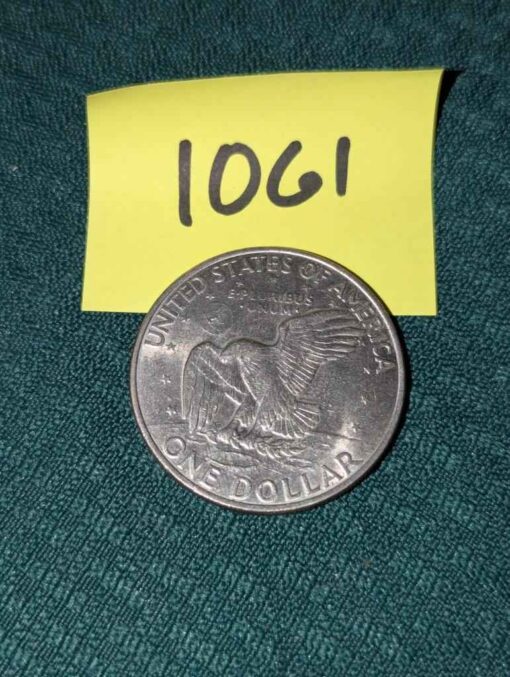 1061
UNITED STATES OF AMERICA
E PLURIBUS
UNUM
ONE DOLLAR